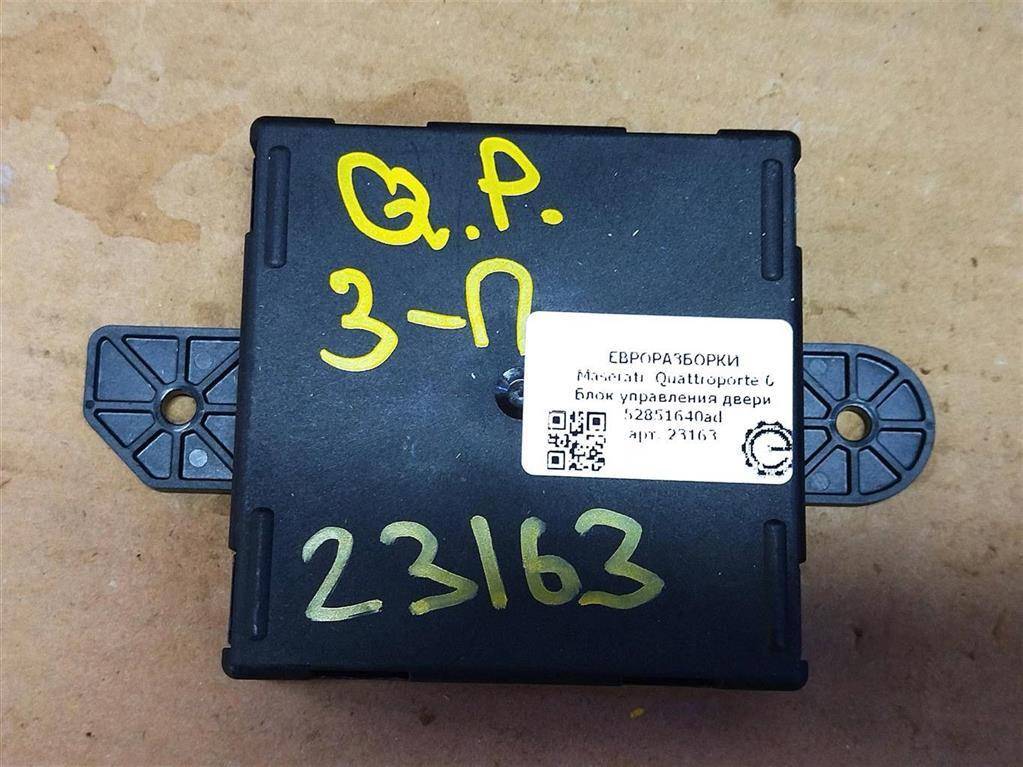 Q.P.
3-П
ЕВРОРАЗБОРКИ
Maserati Quattroporte 6
Блок управления двери
52851640ad
арт. 23163
23163